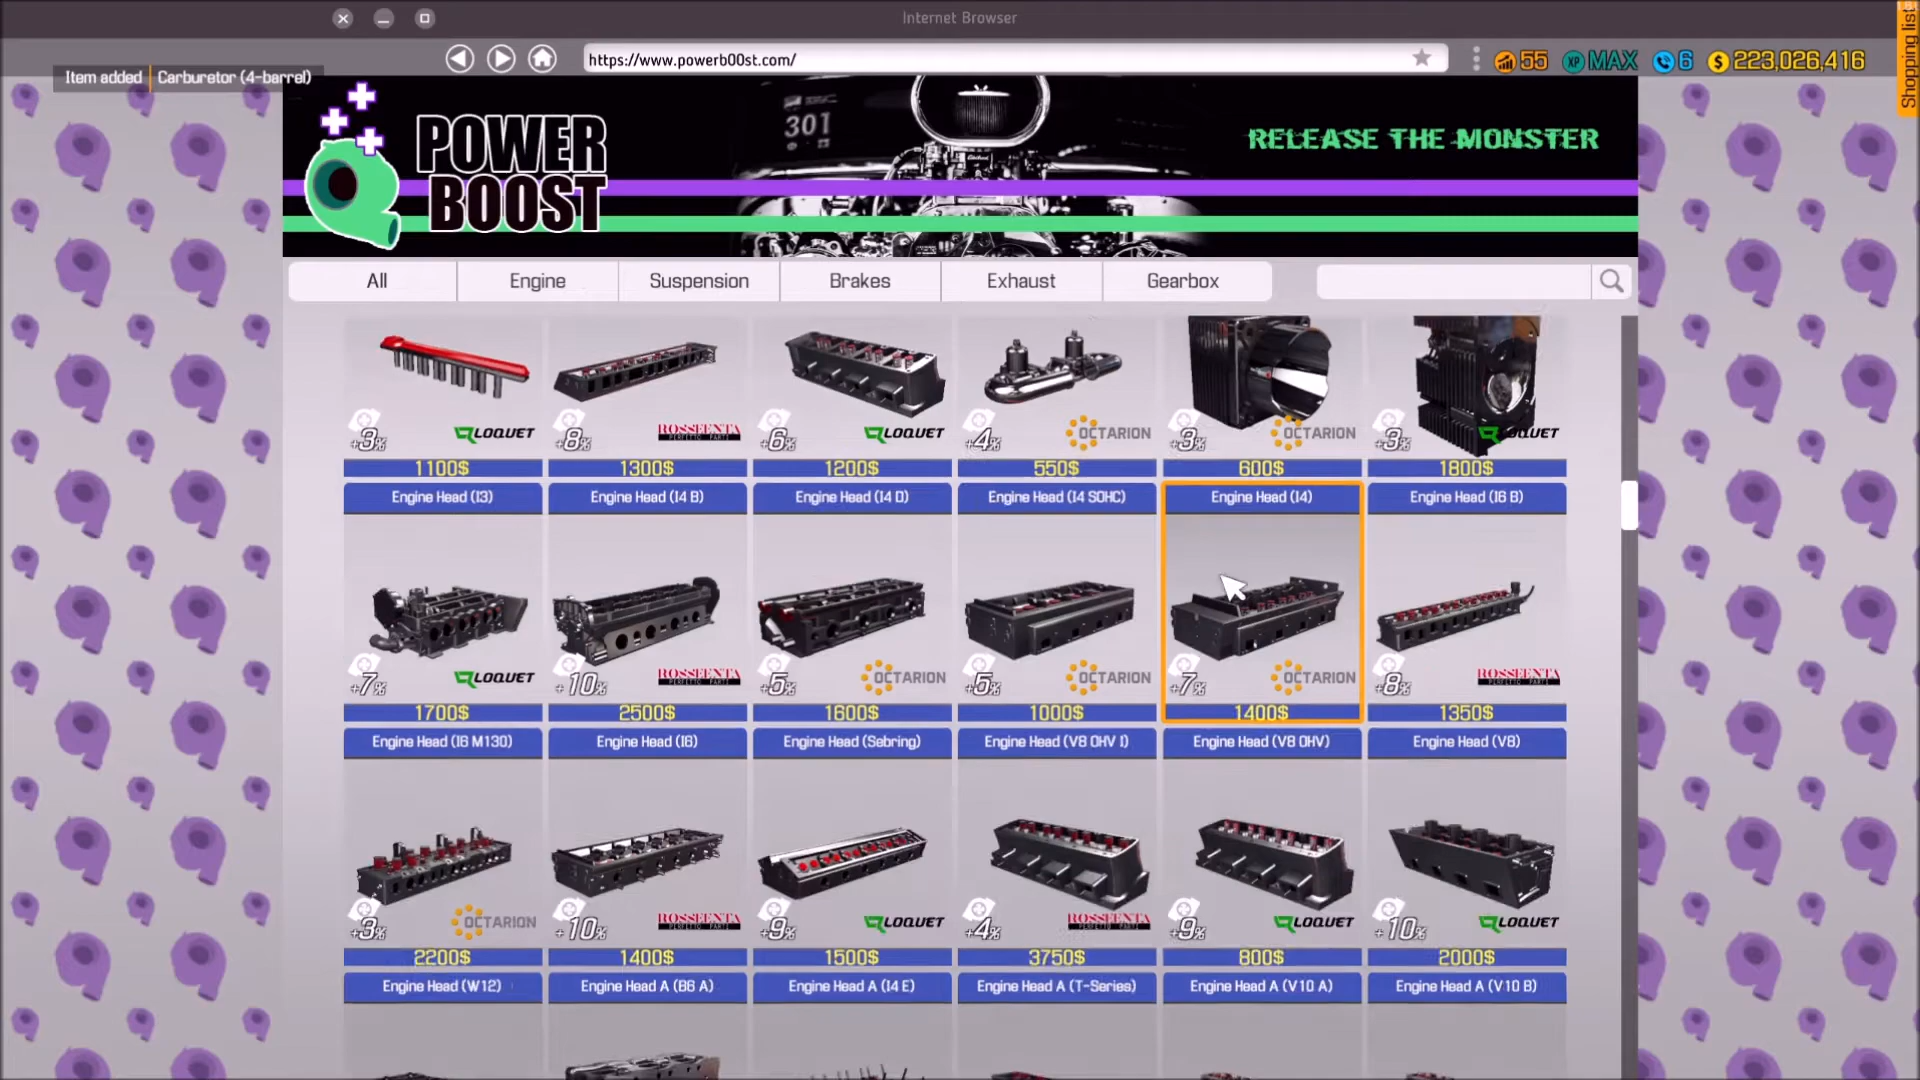 Internet Browser
https://www.powerb00st.com/
55
MAX
6
$ 223,026,416
Shopping list
Item added | Carburetor (4-barrel)
POWER
BOOST
301
RELEASE THE MONSTER
All Engine Suspension Brakes Exhaust Gearbox
+3% LOQUET +8% ROSSEENTA +6% LOQUET +4% OCTARION +3% OCTARION +3% LOQUET
1100$ 1300$ 1200$ 550$ 600$ 1800$
Engine Head (I3) Engine Head (I4 B) Engine Head (I4 D) Engine Head (I4 SOHC) Engine Head (I4) Engine Head (I6 B)
+7% LOQUET +10% ROSSEENTA +5% OCTARION +5% OCTARION +7% OCTARION +8% ROSSEENTA
1700$ 2500$ 1600$ 1000$ 1400$ 1350$
Engine Head (I6 M130) Engine Head (I6) Engine Head (Sebring) Engine Head (V8 OHV I) Engine Head (V8 OHV) Engine Head (V8)
+3% OCTARION +10% ROSSEENTA +9% LOQUET +4% ROSSEENTA +9% LOQUET +10% LOQUET
2200$ 1400$ 1500$ 3750$ 800$ 2000$
Engine Head (W12) Engine Head A (B6 A) Engine Head A (I4 E) Engine Head A (T-Series) Engine Head A (V10 A) Engine Head A (V10 B)